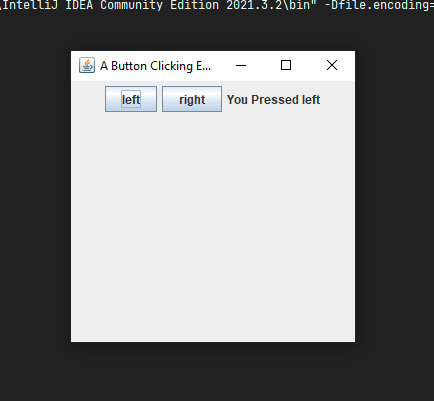 \IntelliJ IDEA Community Edition 2021.3.2\bin" -Dfile.encoding=
A Button Clicking E...
left right You Pressed left